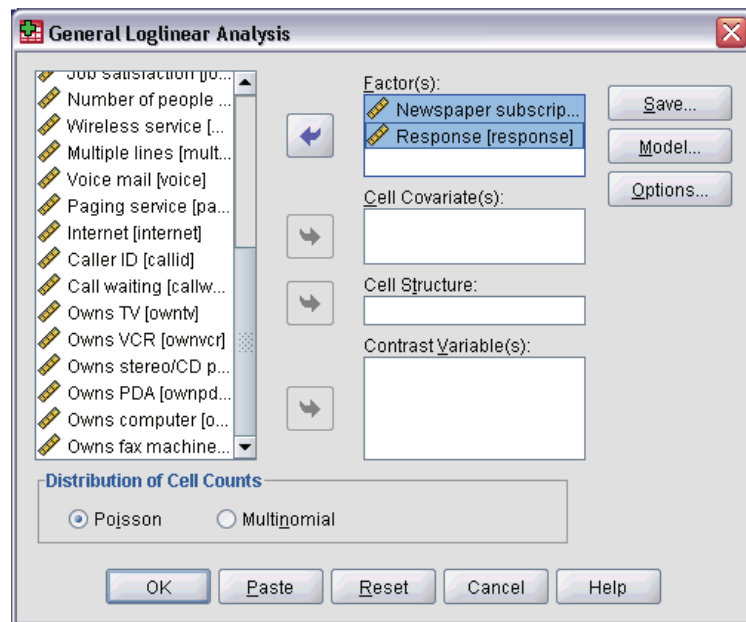 General Loglinear Analysis
Job satisfaction [jo...
Number of people ...
Wireless service [...
Multiple lines [mult...
Voice mail [voice]
Paging service [pa...
Internet [internet]
Caller ID [callid]
Call waiting [callw...
Owns TV [owntv]
Owns VCR [ownvcr]
Owns stereo/CD p...
Owns PDA [ownpd...
Owns computer [o...
Owns fax machine...
Factor(s):
Newspaper subscrip...
Response [response]
Cell Covariate(s):
Cell Structure:
Contrast Variable(s):
Save...
Model...
Options...
Distribution of Cell Counts
Poisson
Multinomial
OK
Paste
Reset
Cancel
Help